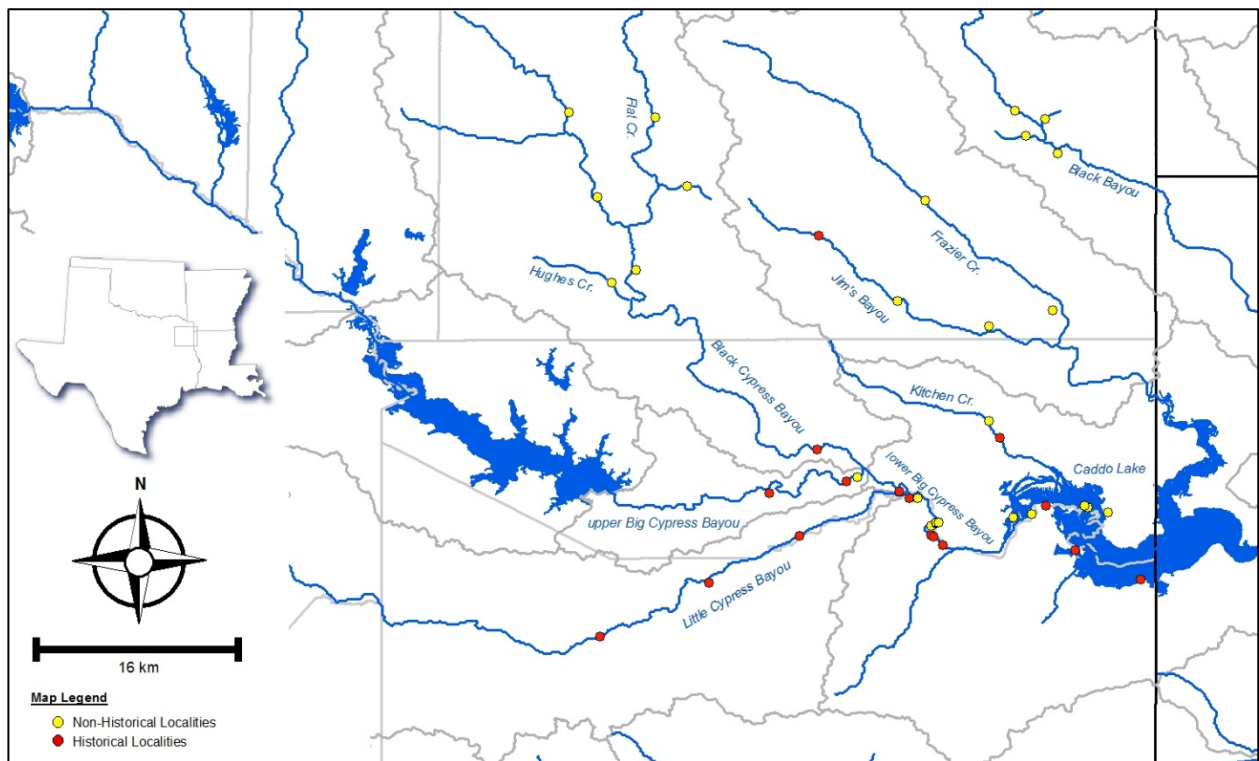 Flat Cr.
Black Bayou
Frazier Cr.
Hughes Cr.
Jim's Bayou
Black Cypress Bayou
Kitchen Cr.
lower Big Cypress Bayou
Caddo Lake
upper Big Cypress Bayou
Little Cypress Bayou
N
16 km
Map Legend
Non-Historical Localities
Historical Localities